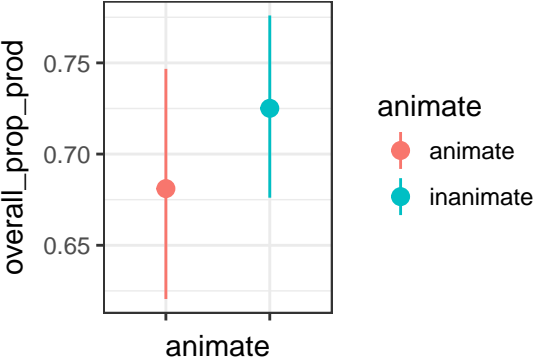 overall_prop_prod
0.75
0.70
0.65
animate
animate
animate
inanimate